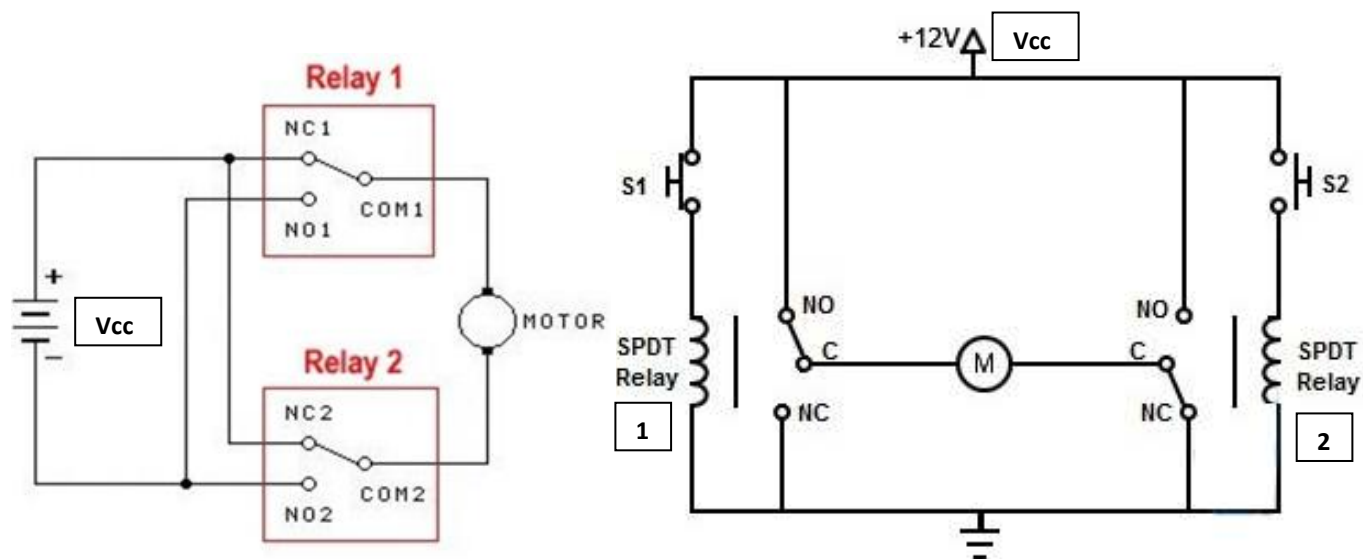 Relay 1
NC1
COM1
NO1
+
Vcc
–
MOTOR
Relay 2
NC2
COM2
NO2
+12V
Vcc
S1
S2
NO
NO
SPDT
Relay
1
C
M
C
SPDT
Relay
2
NC
NC